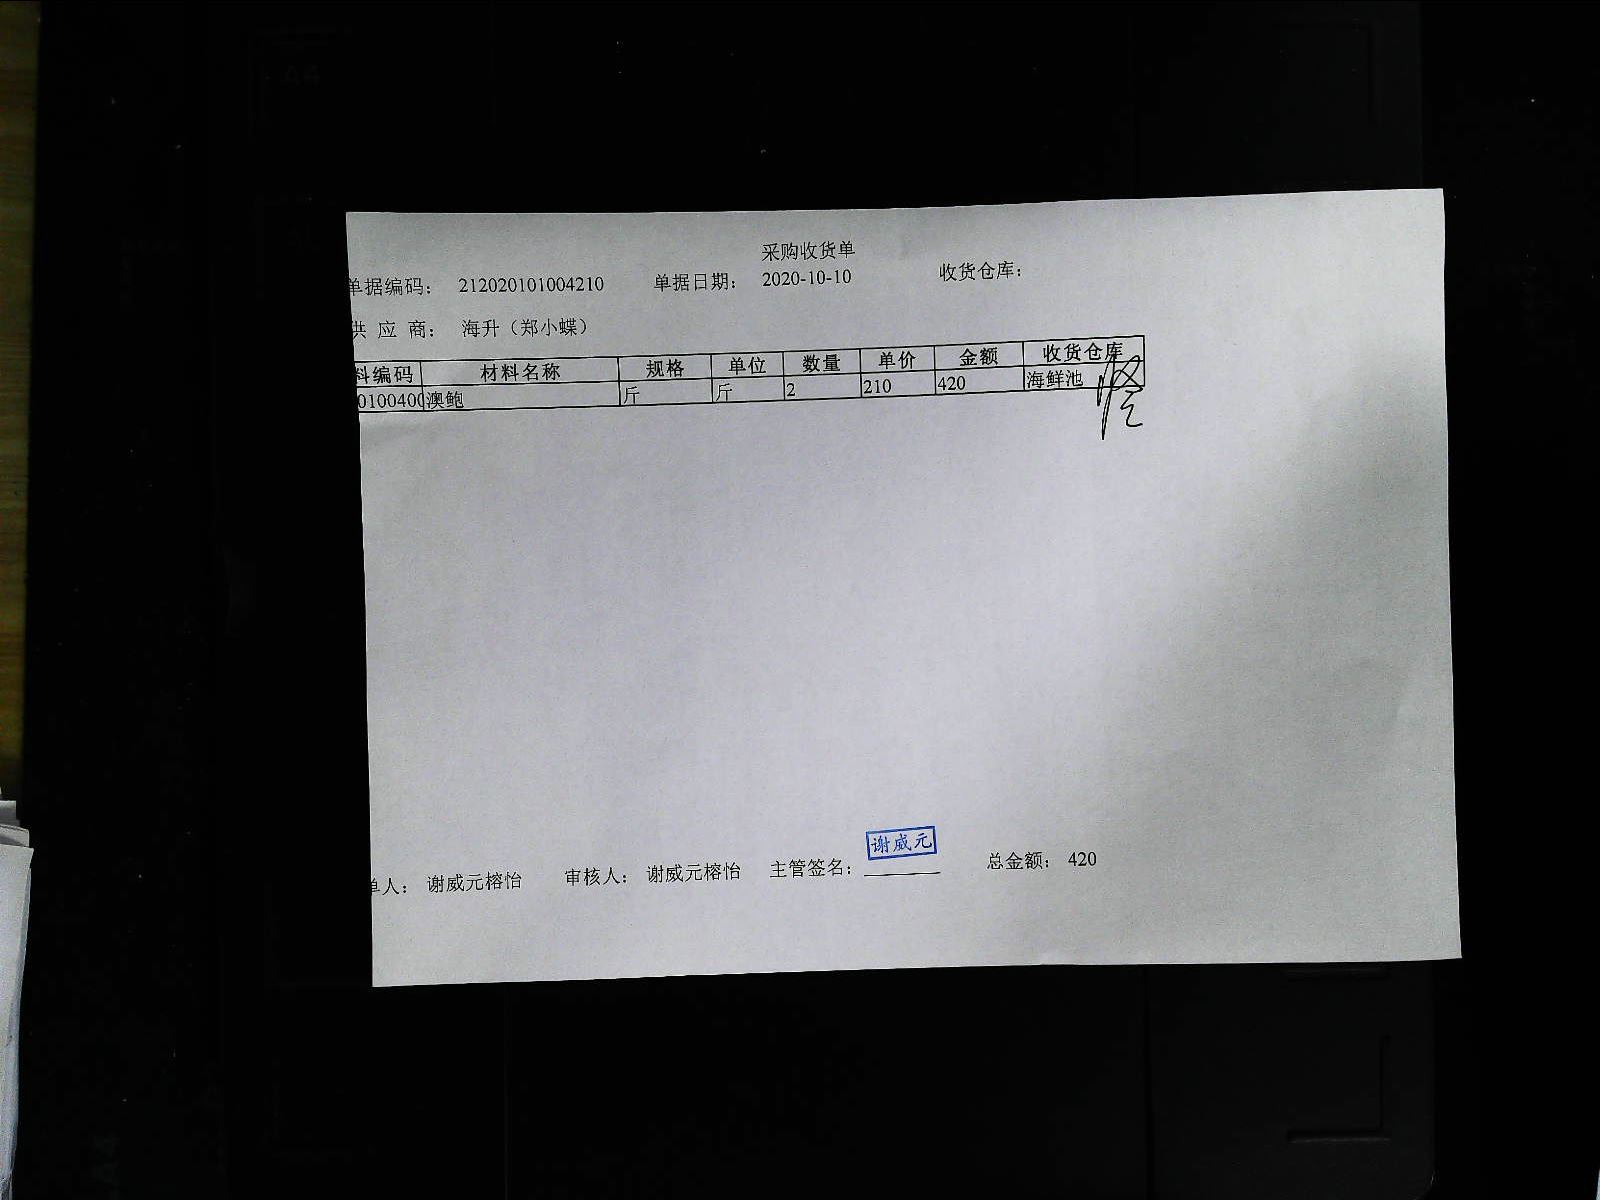 采购收货单
单据编码： 212020101004210 单据日期： 2020-10-10 收货仓库：
供 应 商： 海升（郑小蝶）
料编码 材料名称 规格 单位 数量 单价 金额 收货仓库
0100400 澳鲍 斤 斤 2 210 420 海鲜池
谢威元
单人： 谢威元榕怡 审核人： 谢威元榕怡 主管签名： 总金额： 420